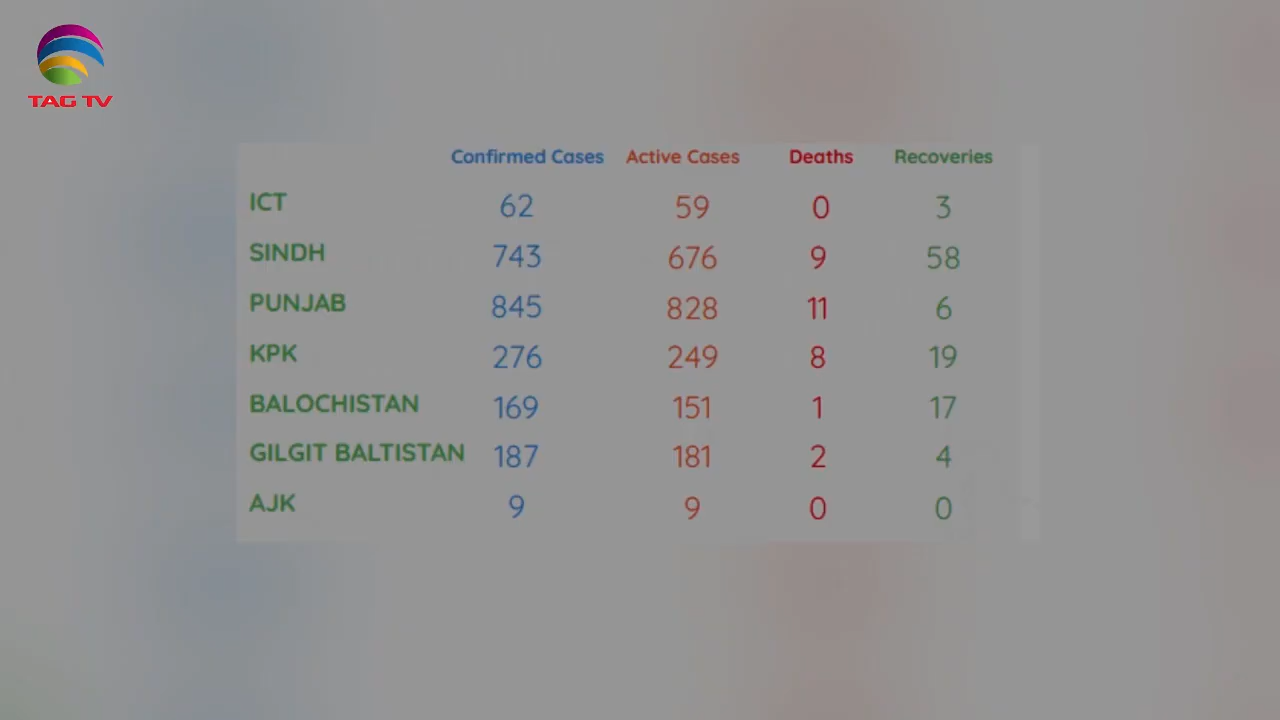 TAG TV
Confirmed Cases Active Cases Deaths Recoveries
ICT 62 59 0 3
SINDH 743 676 9 58
PUNJAB 845 828 11 6
KPK 276 249 8 19
BALOCHISTAN 169 151 1 17
GILGIT BALTISTAN 187 181 2 4
AJK 9 9 0 0